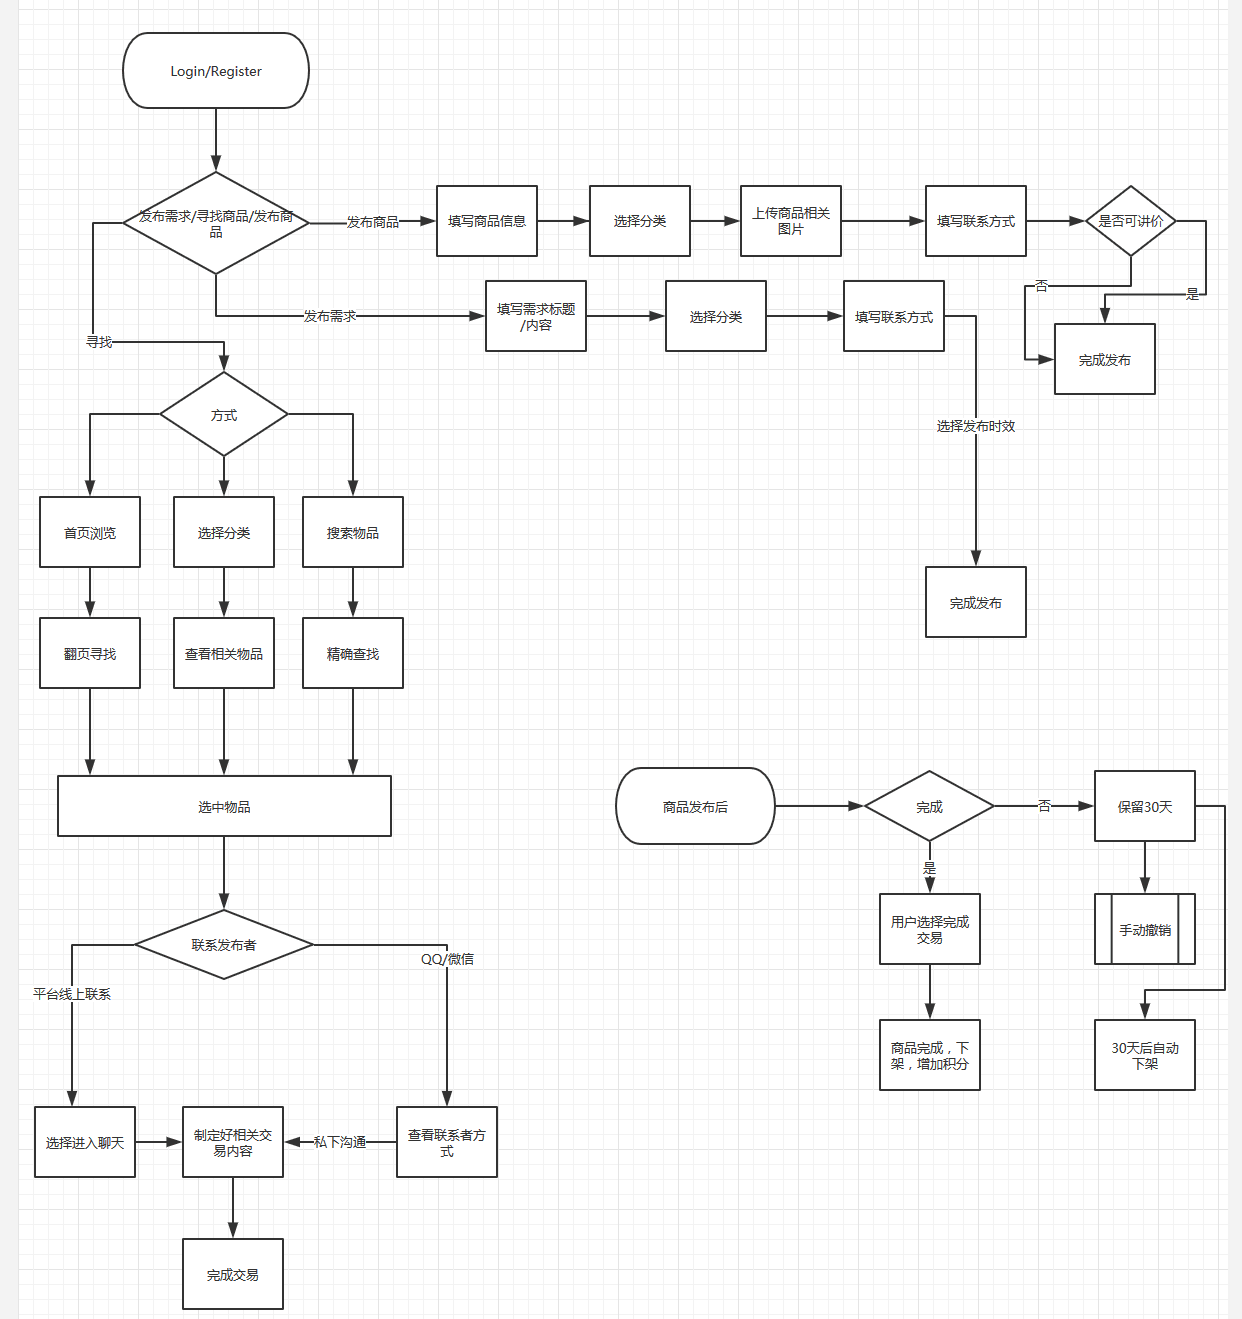 Login/Register
发布需求/寻找商品/发布商
品
发布商品
填写商品信息
选择分类
上传商品相关
图片
填写联系方式
是否可讲价
否
是
完成发布
发布需求
填写需求标题
/内容
选择分类
填写联系方式
选择发布时效
完成发布
寻找
方式
首页浏览
选择分类
搜索物品
翻页寻找
查看相关物品
精确查找
选中物品
联系发布者
平台线上联系
QQ/微信
选择进入聊天
制定好相关交
易内容
私下沟通
查看联系者方
式
完成交易
商品发布后
完成
否
保留30天
是
用户选择完成
交易
手动撤销
商品完成，下
架，增加积分
30天后自动
下架